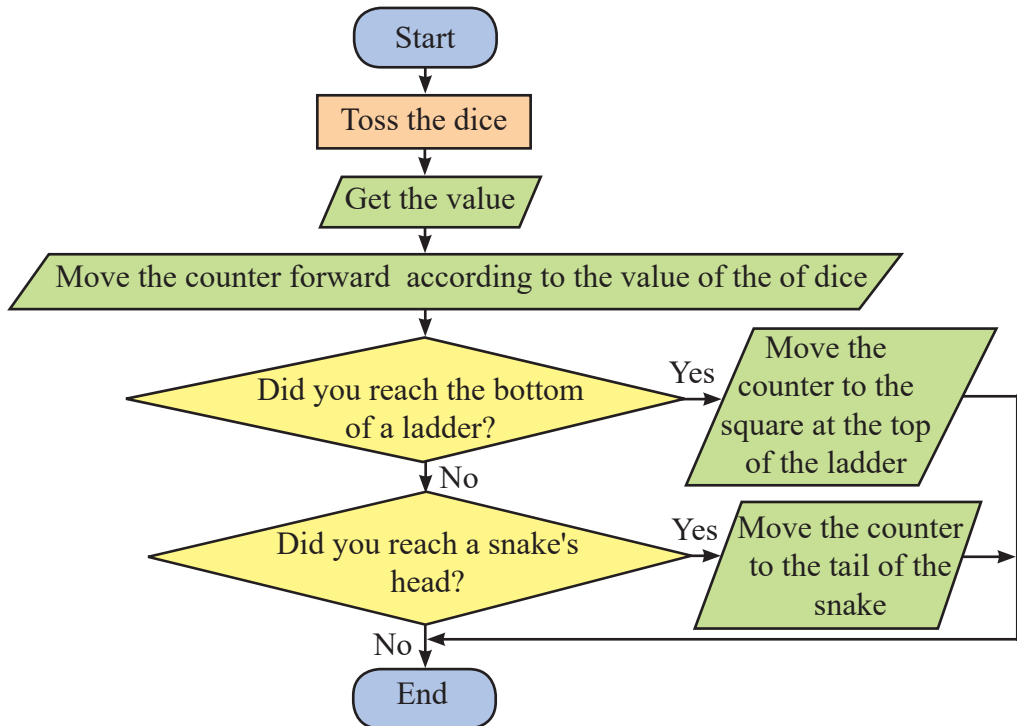 Start
Toss the dice
Get the value
Move the counter forward according to the value of the of dice
Did you reach the bottom
of a ladder?
Yes
Move the
counter to the
square at the top
of the ladder
No
Did you reach a snake's
head?
Yes
Move the counter
to the tail of the
snake
No
End